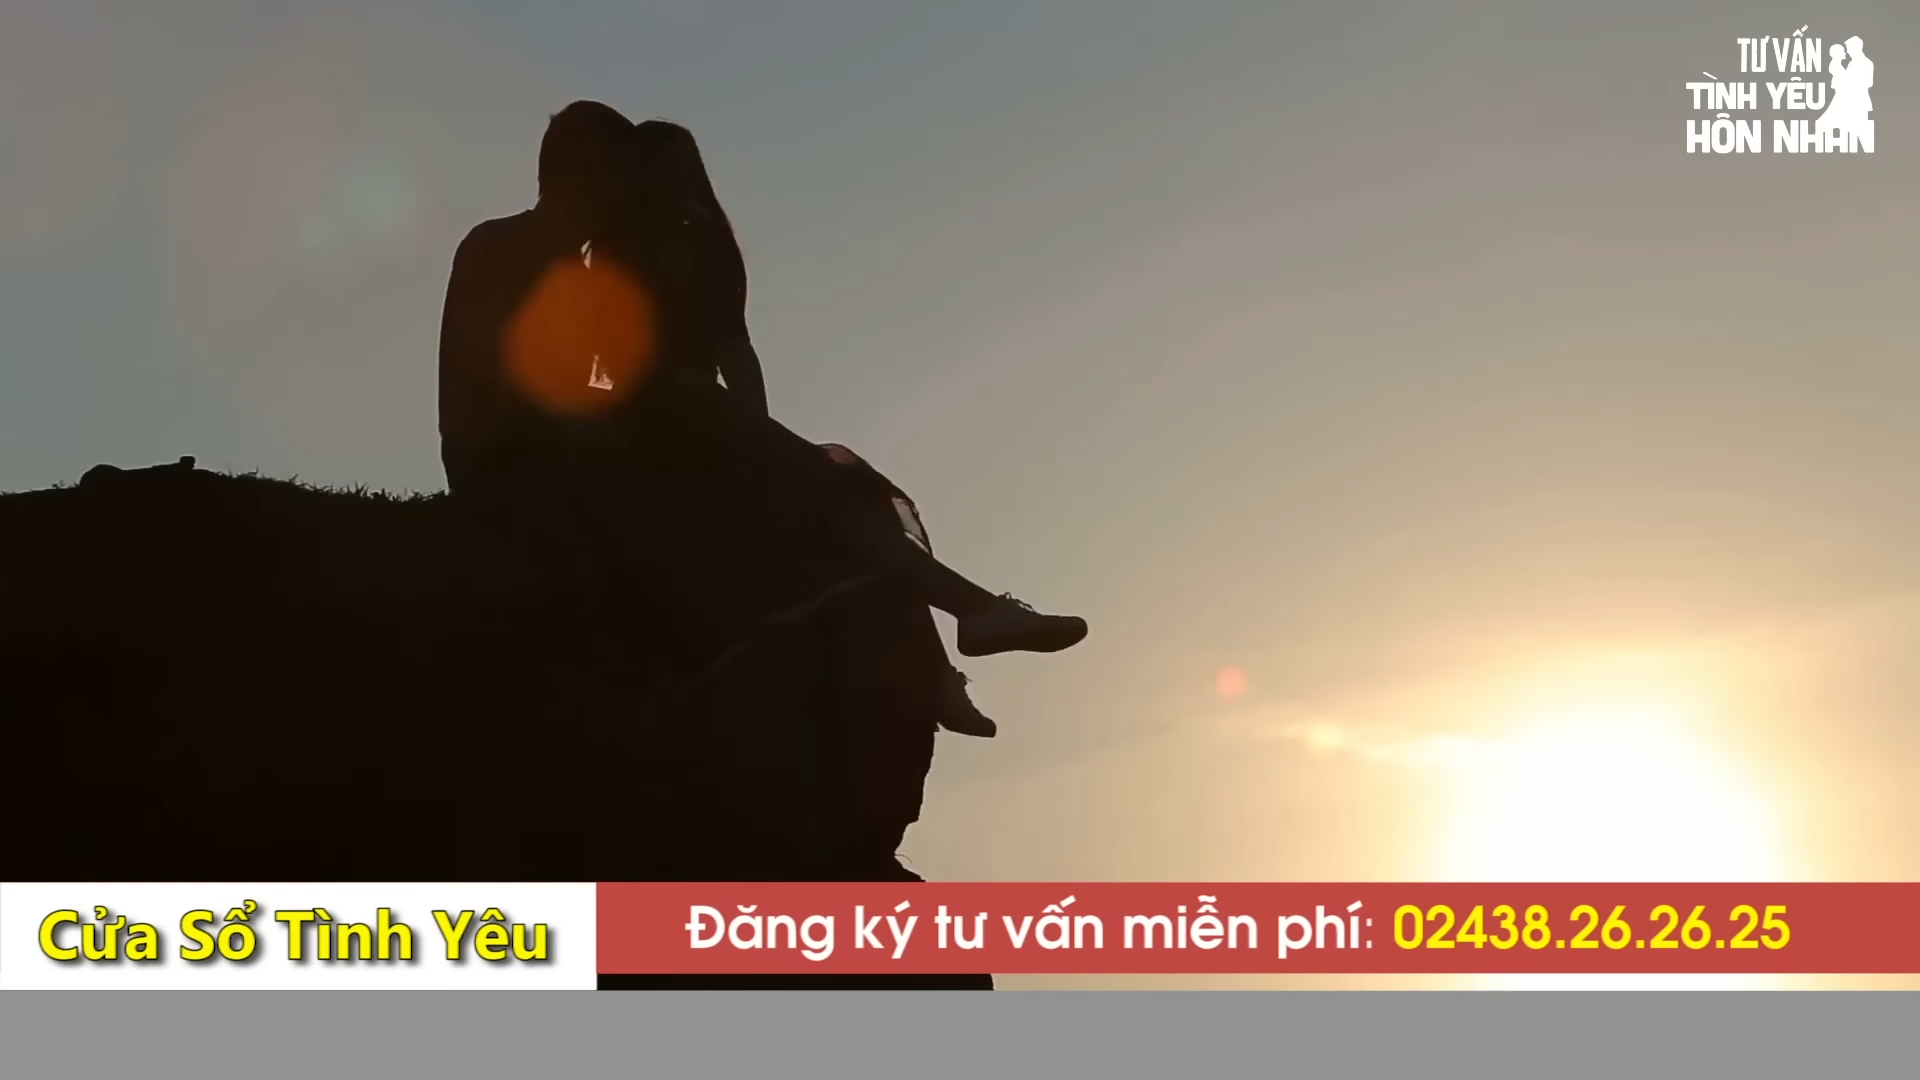 TƯ VẤN
TÌNH YÊU
HÔN NHÂN
Cửa Sổ Tình Yêu
Đăng ký tư vấn miễn phí: 02438.26.26.25